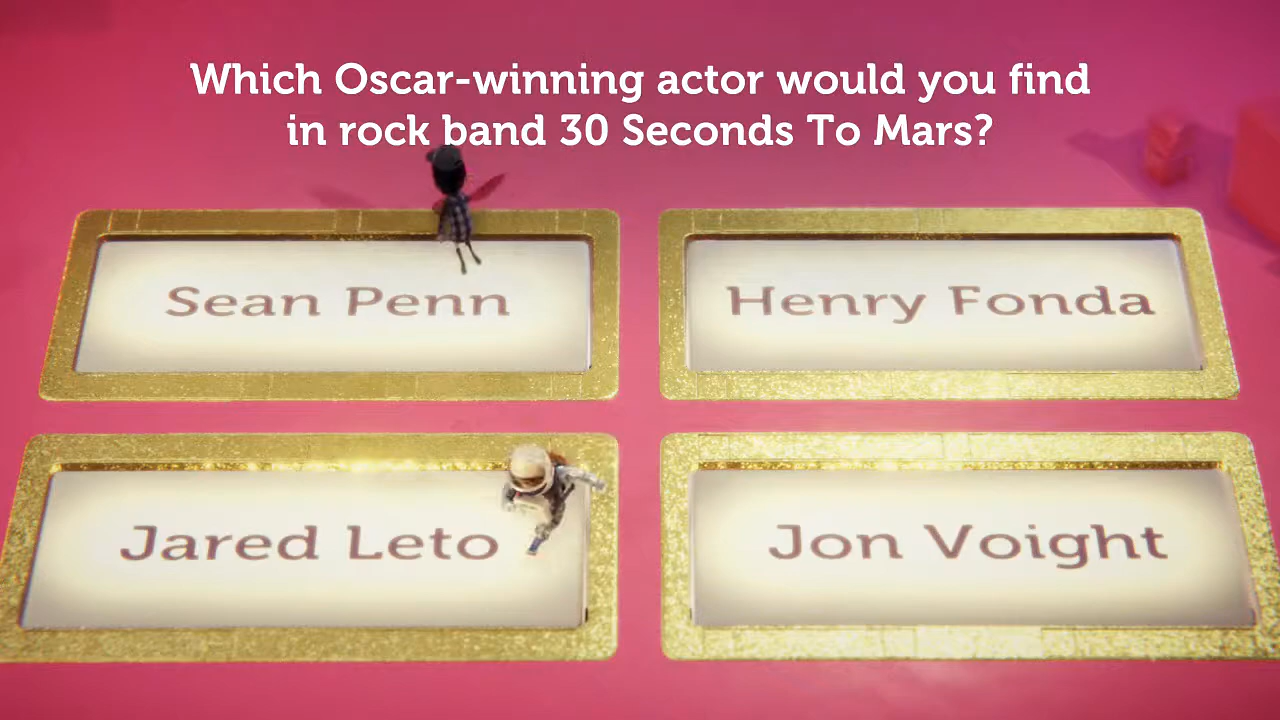 Which Oscar-winning actor would you find
in rock band 30 Seconds To Mars?
Sean Penn
Henry Fonda
Jared Leto
Jon Voight